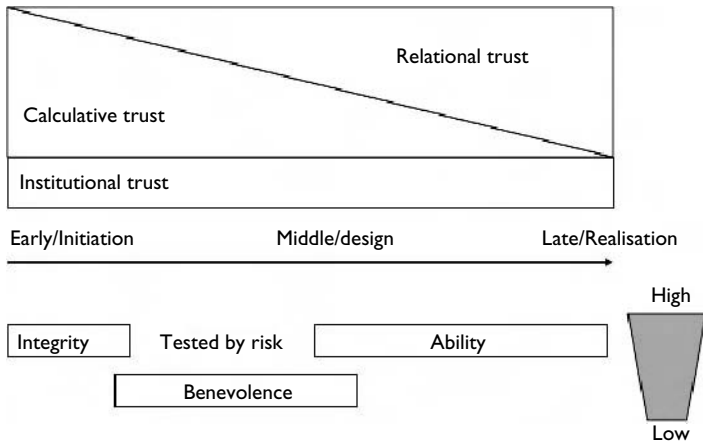 Relational trust
Calculative trust
Institutional trust
Early/Initiation Middle/design Late/Realisation
High
Integrity Tested by risk Ability
Benevolence
Low